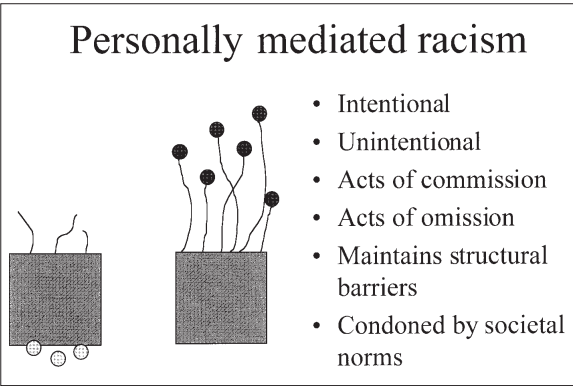 Personally mediated racism
• Intentional
• Unintentional
• Acts of commission
• Acts of omission
• Maintains structural
barriers
• Condoned by societal
norms